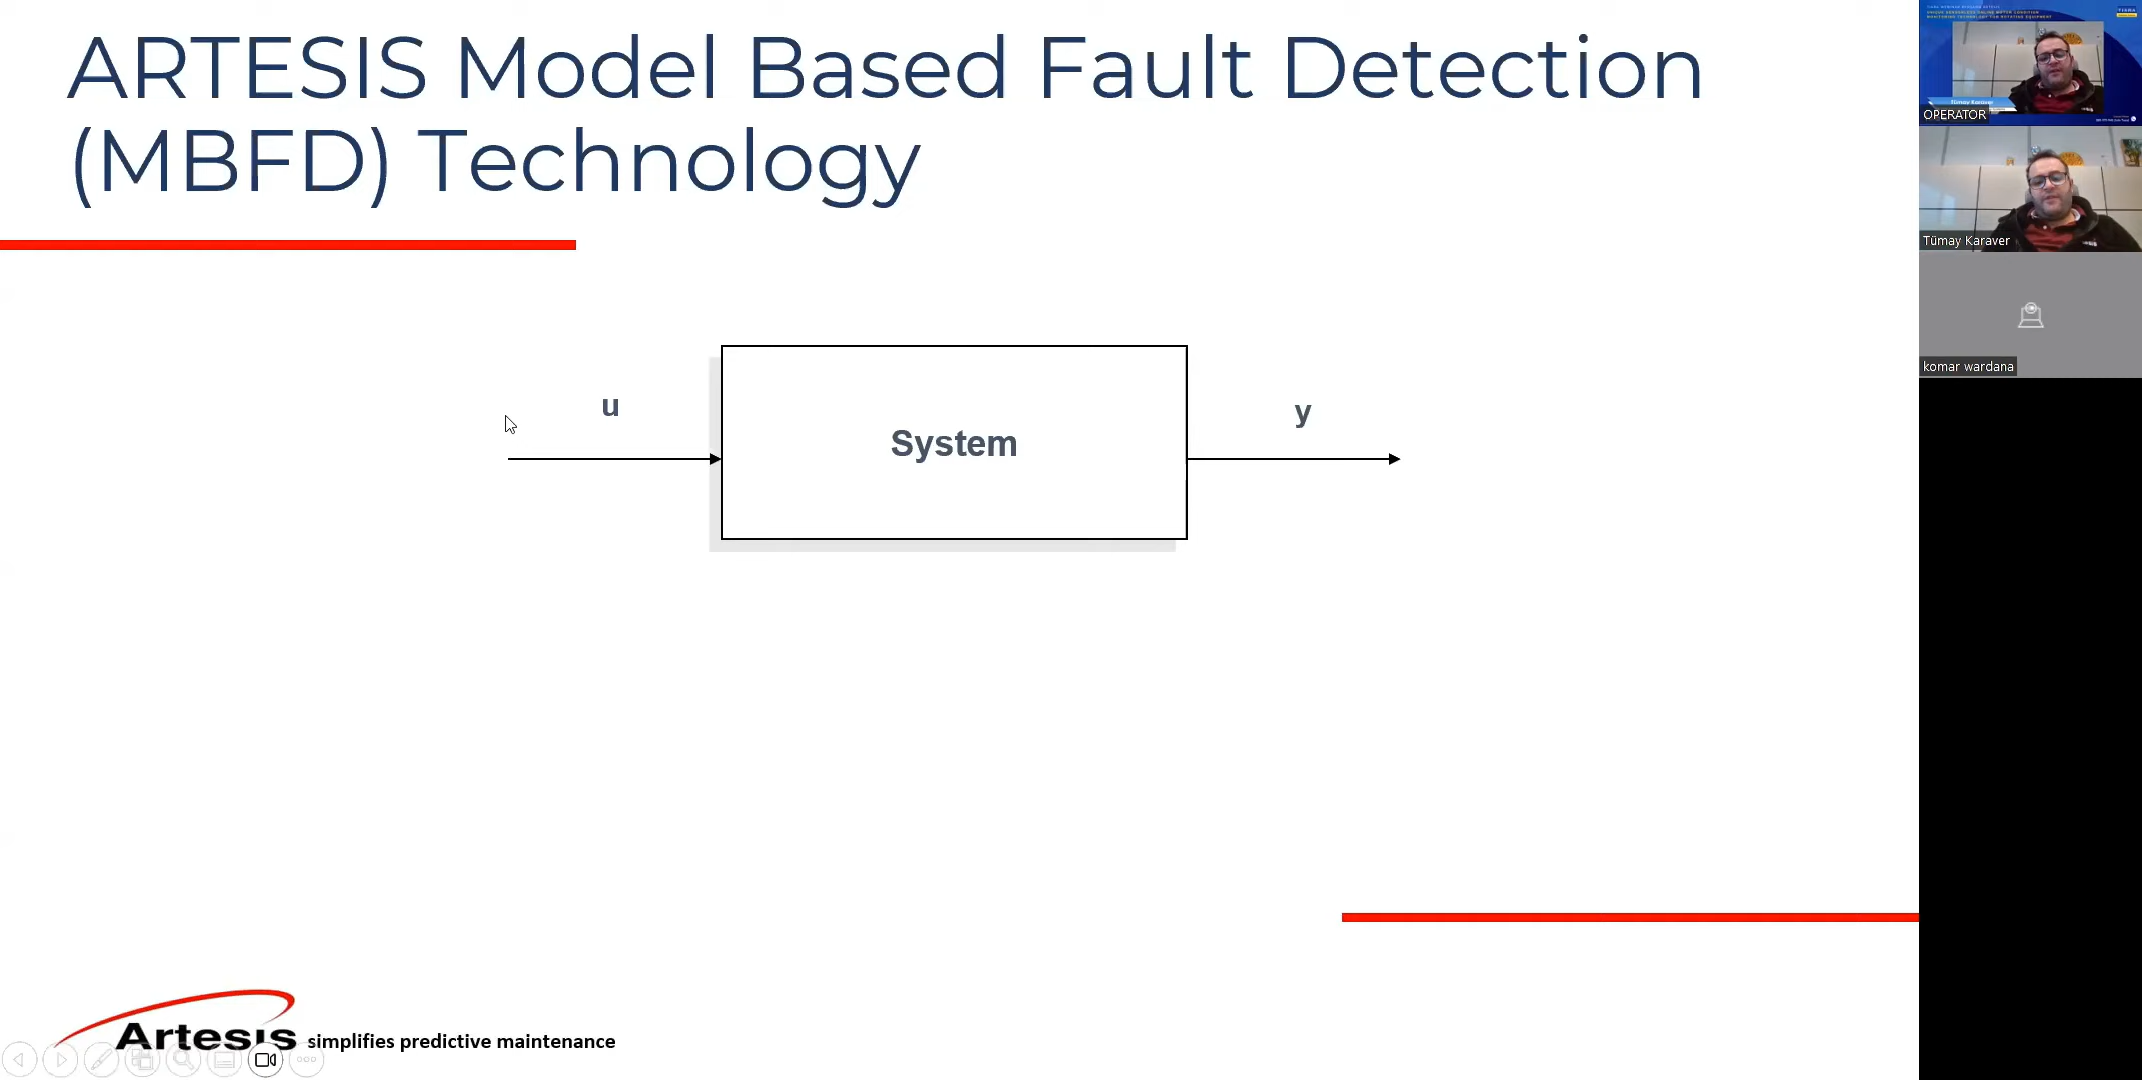 ARTESIS Model Based Fault Detection
(MBFD) Technology
u
System
y
Artesis simplifies predictive maintenance
OPERATOR
Tümay Karaver
komar wardana